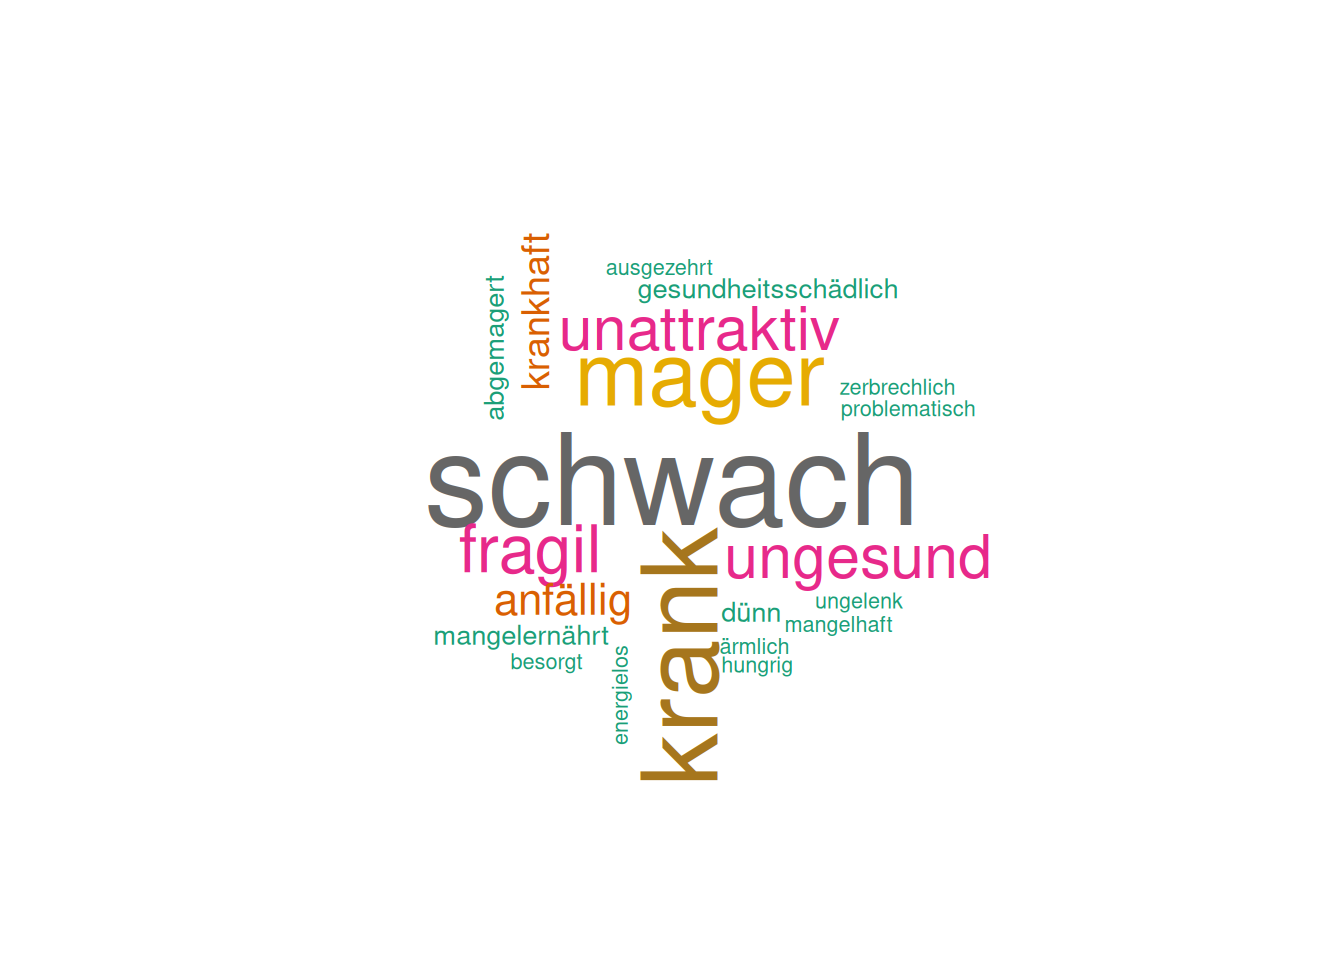 krankhaft
abgemagert
ausgezehrt
gesundheitsschädlich
unattraktiv
mager
zerbrechlich
problematisch
schwach
fragil
krank
ungesund
anfällig
dünn
ungelenk
mangelhaft
mangelernährt
ärmlich
besorgt
hungrig
energielos